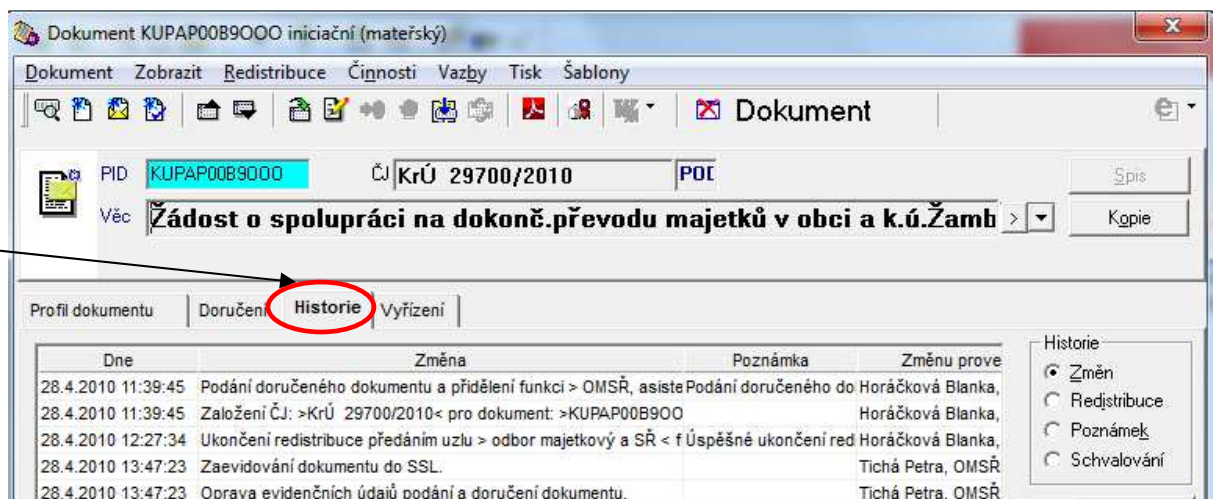 Dokument KUPAP00B9OOO iniciační (mateřský)
Dokument Zobrazit Redistribuce Činnosti Vazby Tisk Šablony
Dokument
PID KUPAP00B9OOO ČJ KrÚ 29700/2010 Spis
Věc Žádost o spolupráci na dokonč.převodu majetků v obci a k.ú.Žamb > Kopie
Profil dokumentu Doručení Historie Vyřízení
Historie
Dne Změna Poznámka Změnu prove
Změn
28.4.2010 11:39:45 Podání doručeného dokumentu a přidělení funkci > OMSŘ, asiste Podání doručeného do Horáčková Blanka,
Redistribuce
28.4.2010 11:39:45 Založení ČJ: >KrÚ 29700/2010< pro dokument: >KUPAP00B9OO Horáčková Blanka,
Poznámek
28.4.2010 12:27:34 Ukončení redistribuce předáním uzlu > odbor majetkový a SŘ < f Úspěšné ukončení red Horáčková Blanka,
Schvalování
28.4.2010 13:47:23 Zaevidování dokumentu do SSL. Tichá Petra, OMSŘ
28.4.2010 13:47:23 Oprava evidenčních údajů podání a doručení dokumentu. Tichá Petra, OMSŘ